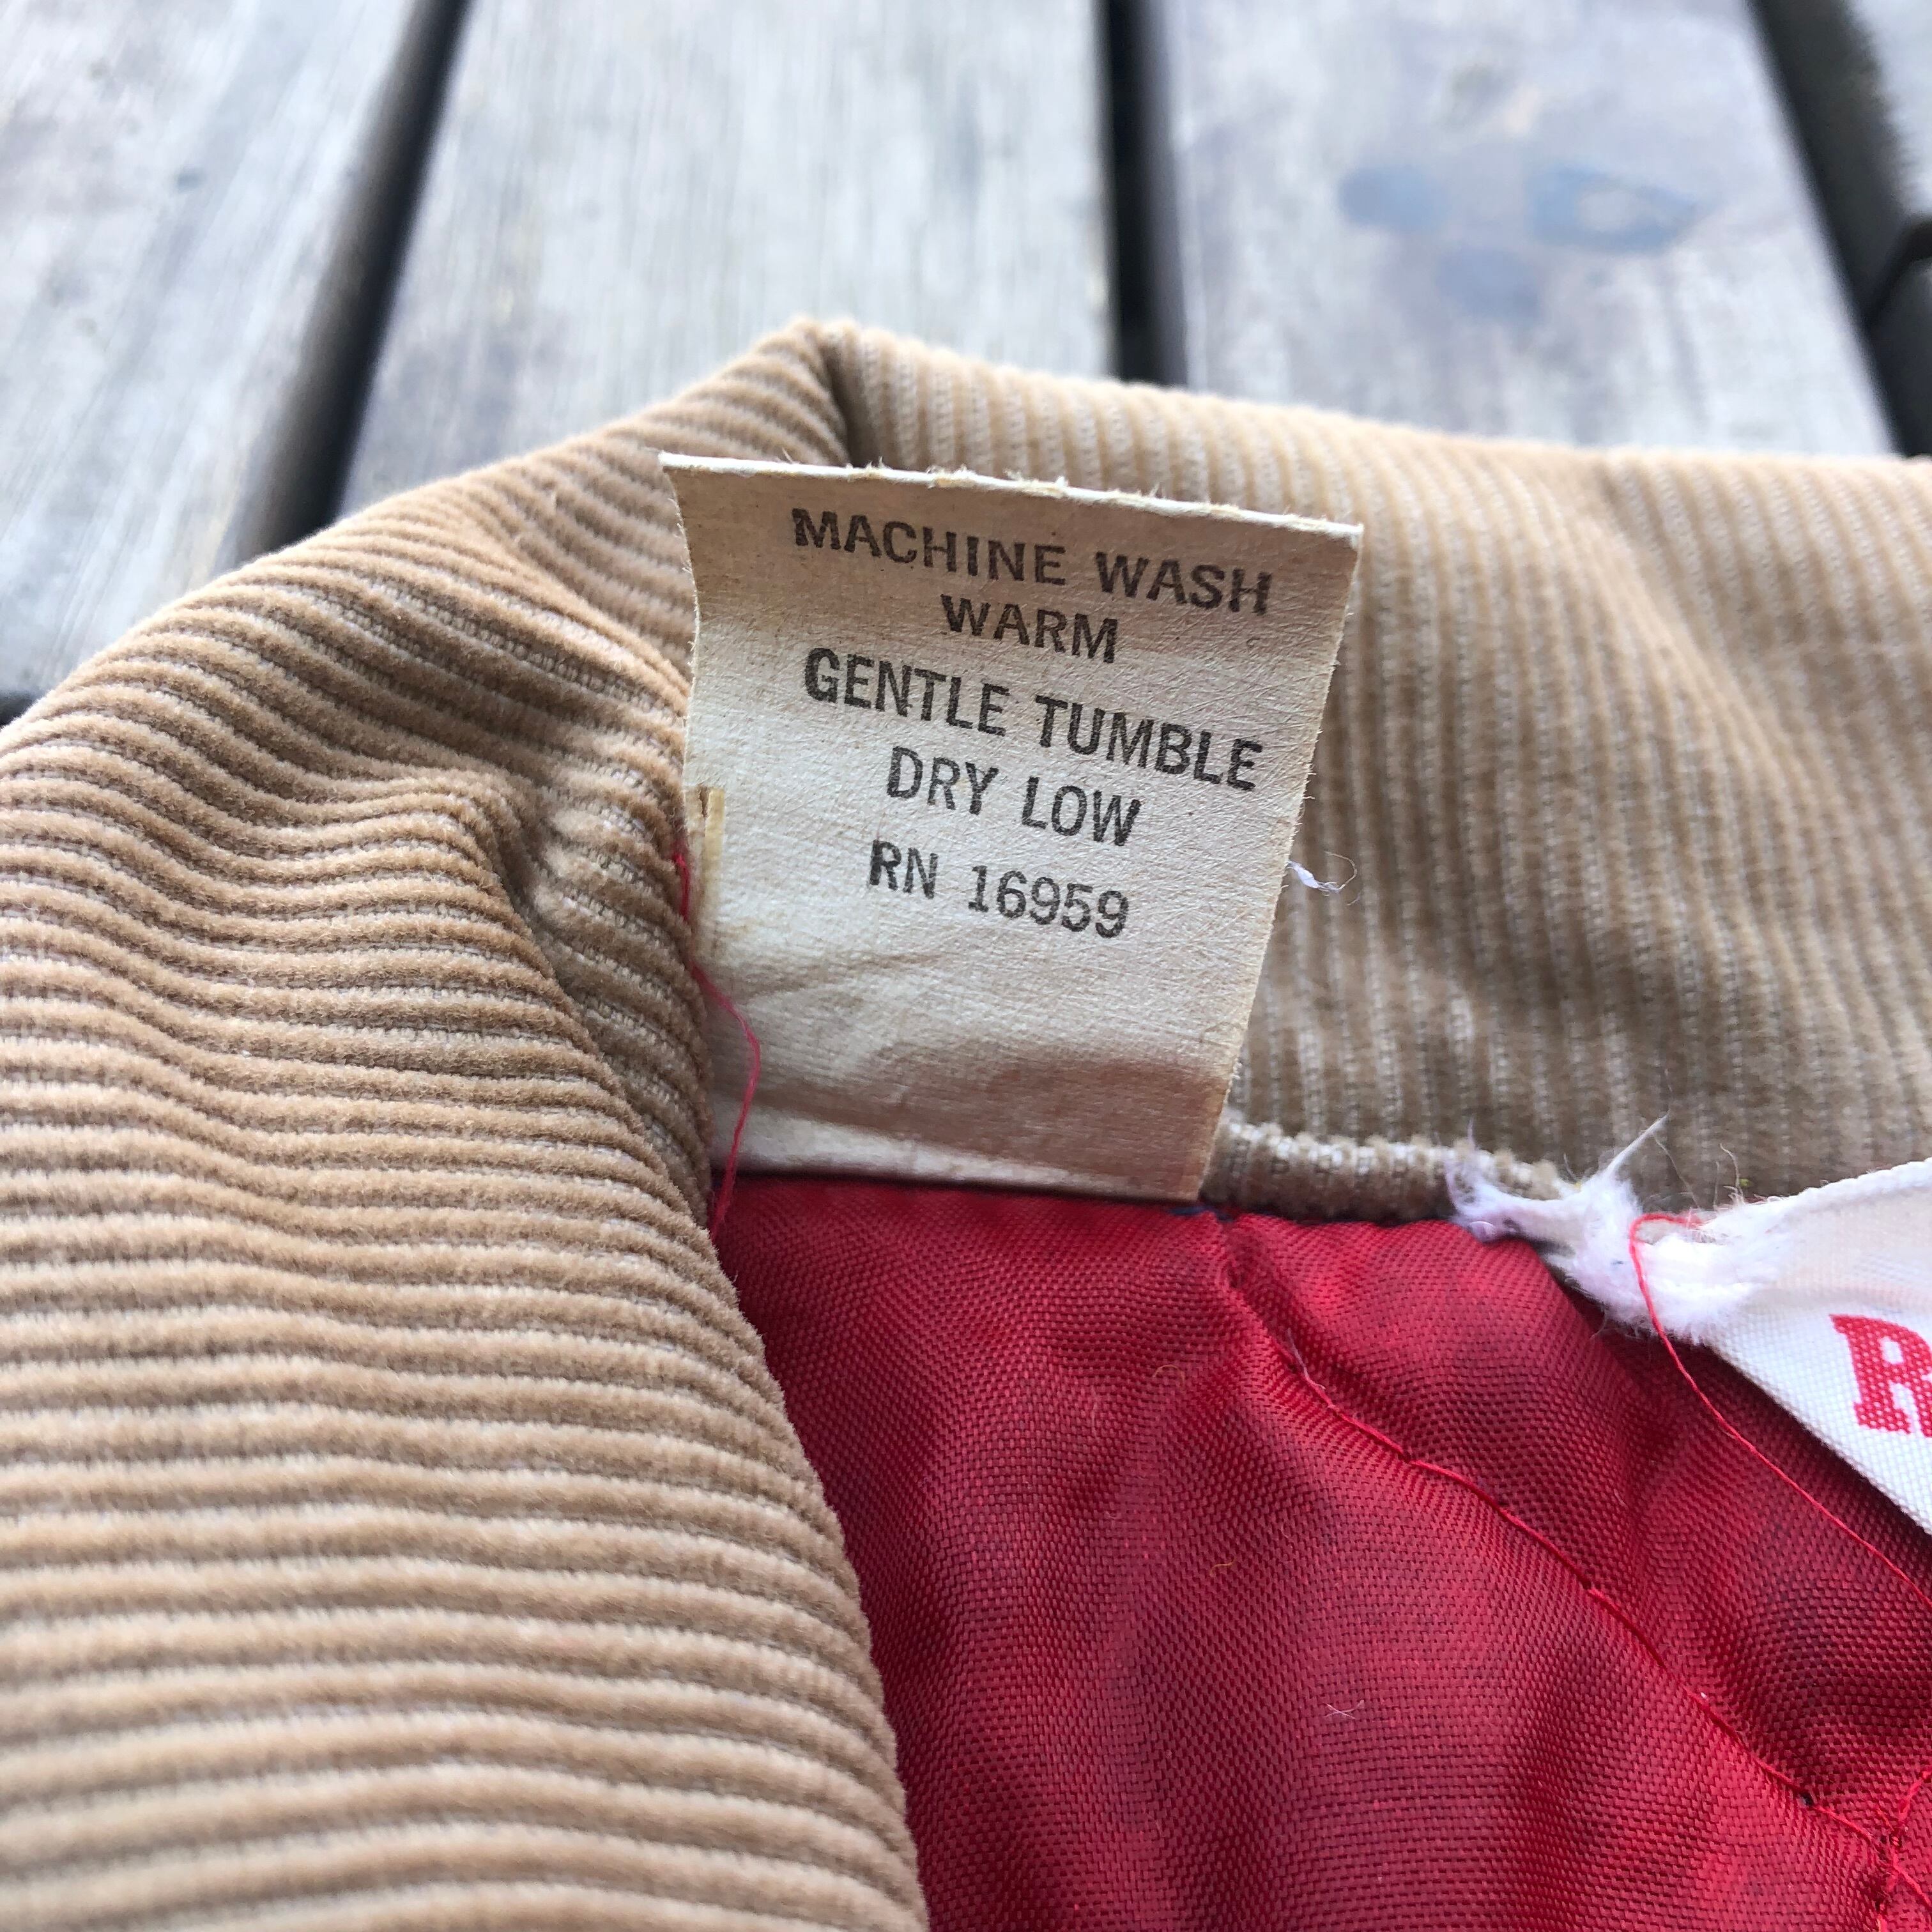 MACHINE WASH
WARM
GENTLE TUMBLE
DRY LOW
RN 16959
R